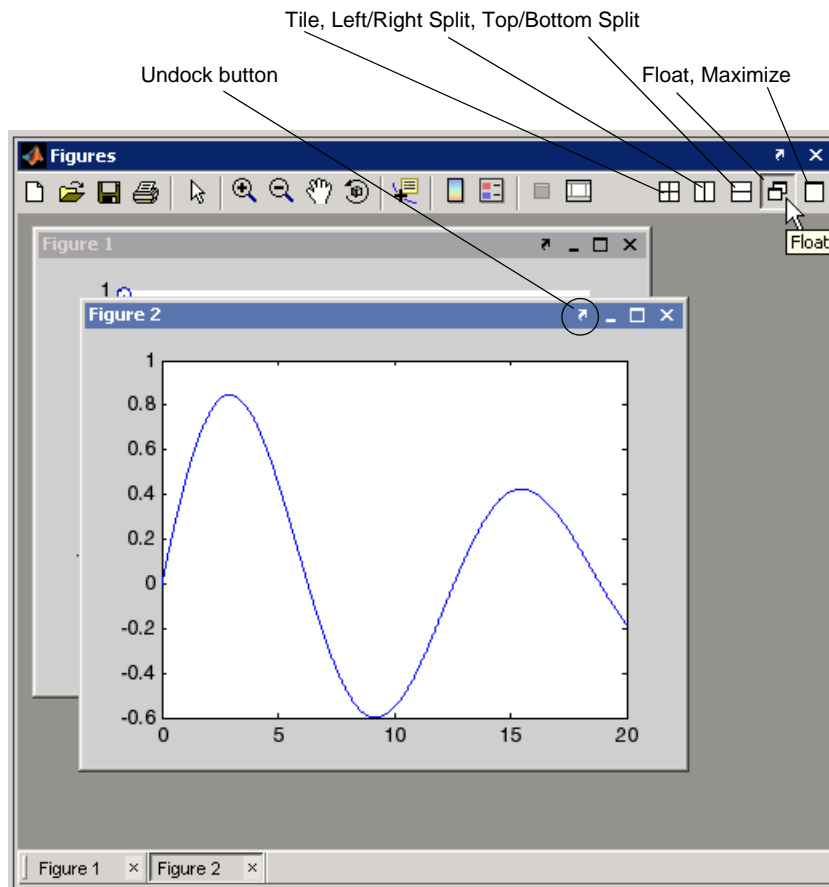 Tile, Left/Right Split, Top/Bottom Split
Undock button
Float, Maximize
Figures
Float
Figure 1
1
Figure 2
1
0.8
0.6
0.4
0.2
0
-0.2
-0.4
-0.6
0 5 10 15 20
Figure 1 Figure 2